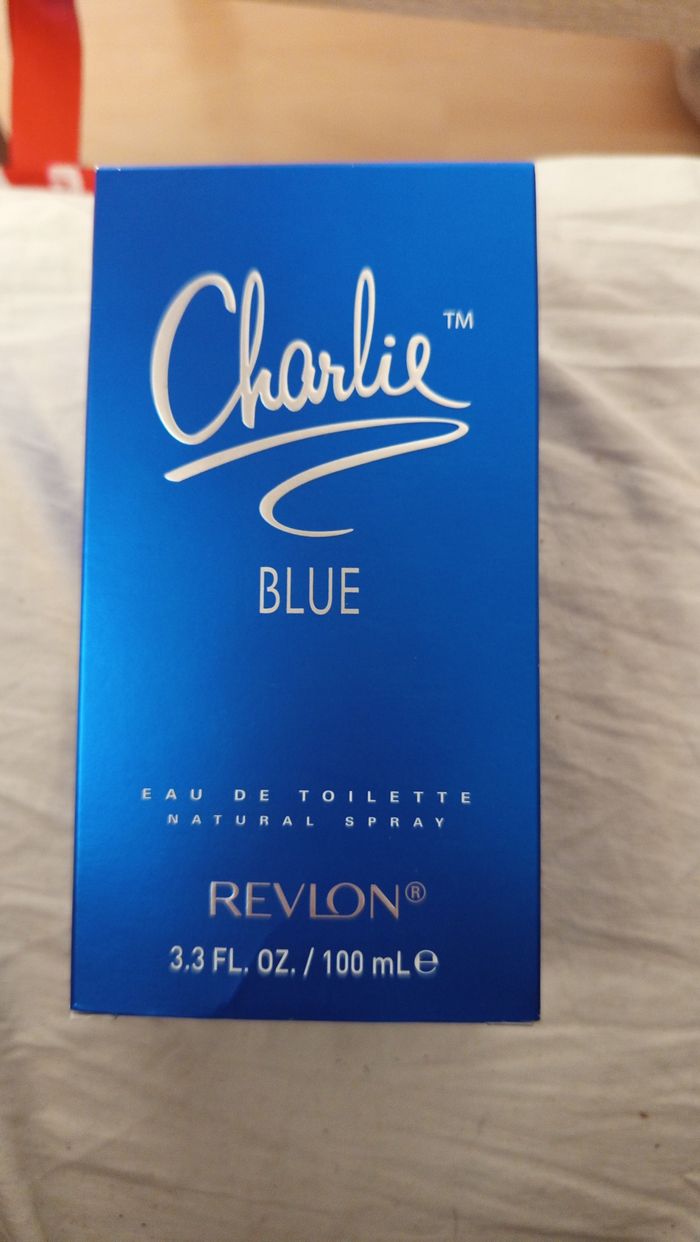 Charlie™
BLUE
EAU DE TOILETTE
NATURAL SPRAY
REVLON®
3.3 FL. OZ. / 100 mL ℮